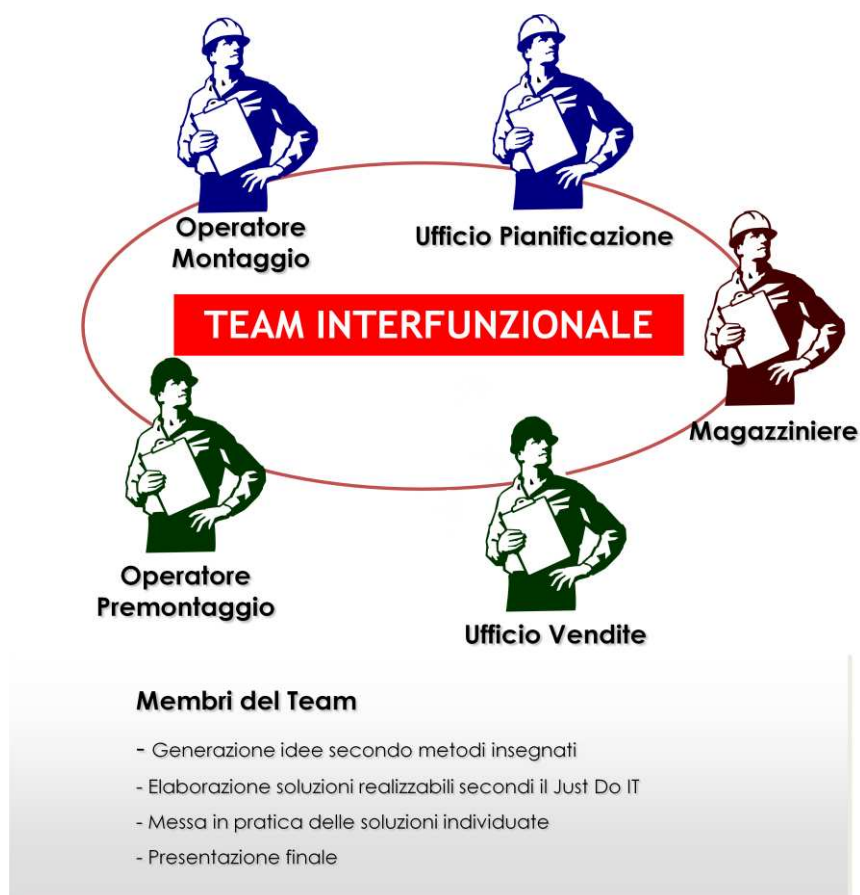 Operatore
Montaggio
Ufficio Pianificazione
TEAM INTERFUNZIONALE
Magazziniere
Operatore
Premontaggio
Ufficio Vendite
Membri del Team
- Generazione idee secondo metodi insegnati
- Elaborazione soluzioni realizzabili secondi il Just Do IT
- Messa in pratica delle soluzioni individuate
- Presentazione finale